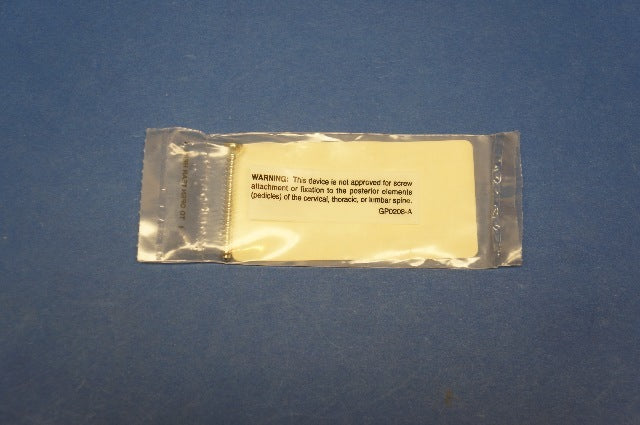 WARNING: This device is not approved for screw
attachment or fixation to the posterior elements
(pedicles) of the cervical, thoracic, or lumbar spine.
GP0208-A